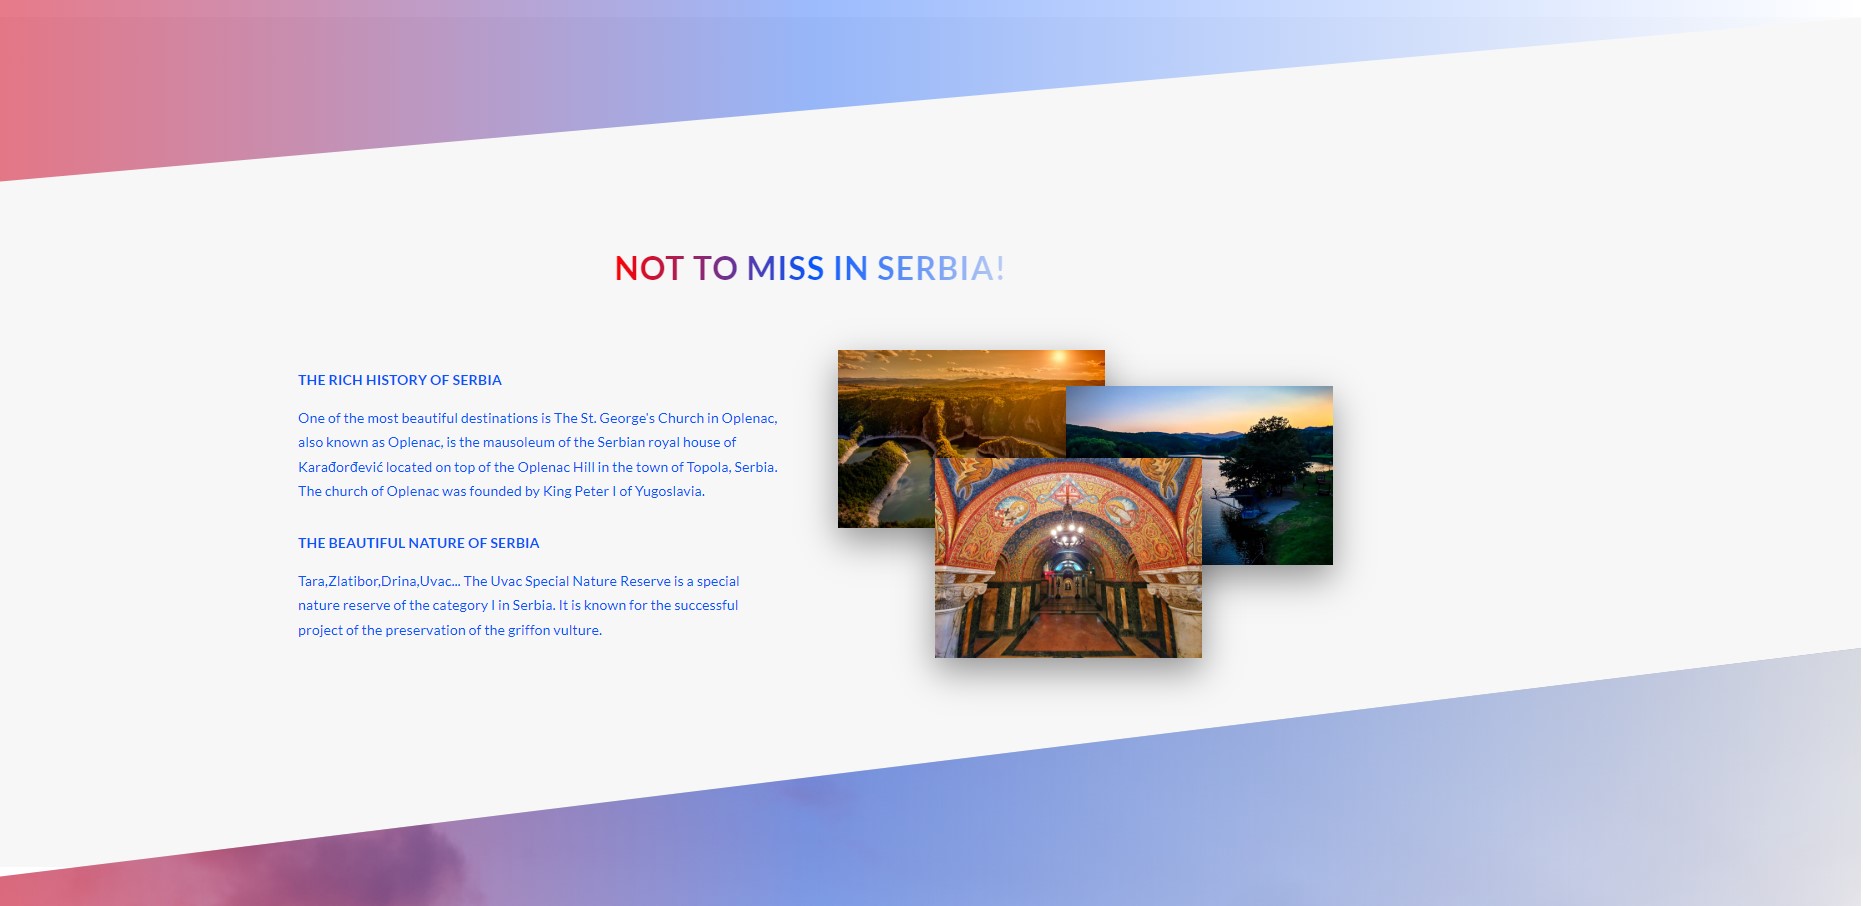 NOT TO MISS IN SERBIA!
THE RICH HISTORY OF SERBIA
One of the most beautiful destinations is The St. George's Church in Oplenac,
also known as Oplenac, is the mausoleum of the Serbian royal house of
Karađorđević located on top of the Oplenac Hill in the town of Topola, Serbia.
The church of Oplenac was founded by King Peter I of Yugoslavia.
THE BEAUTIFUL NATURE OF SERBIA
Tara,Zlatibor,Drina,Uvac... The Uvac Special Nature Reserve is a special
nature reserve of the category I in Serbia. It is known for the successful
project of the preservation of the griffon vulture.